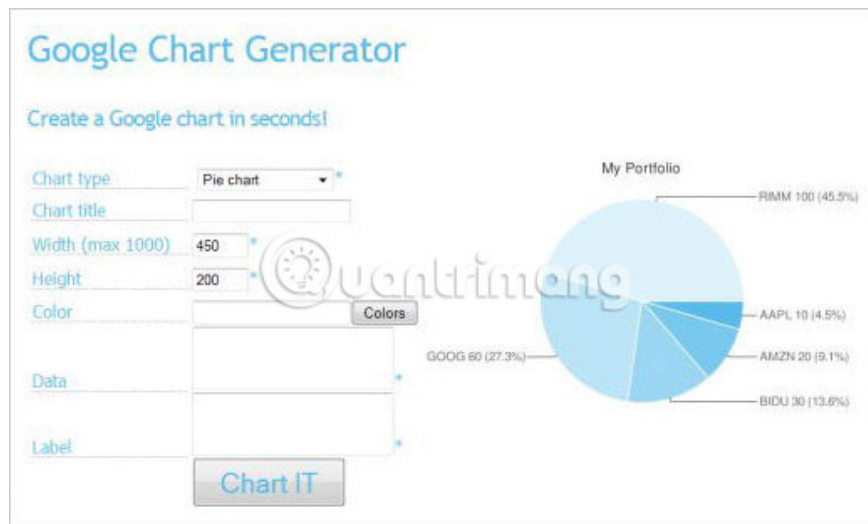 Google Chart Generator
Create a Google chart in seconds!
Chart type
Pie chart
*
Chart title
Width (max 1000)
450
*
Height
200
*
Color
Colors
Data
*
Label
*
Chart IT
My Portfolio
RIMM 100 (45.5%)
AAPL 10 (4.5%)
AMZN 20 (9.1%)
BIDU 30 (13.6%)
GOOG 60 (27.3%)
Quantrimang